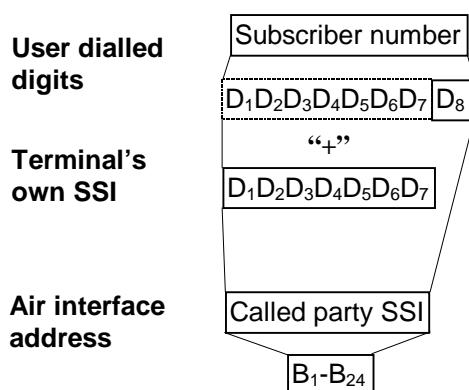 User dialled digits
Subscriber number
D₁D₂D₃D₄D₅D₆D₇ D₈
“+”
Terminal’s own SSI
D₁D₂D₃D₄D₅D₆D₇
Air interface address
Called party SSI
B₁-B₂₄